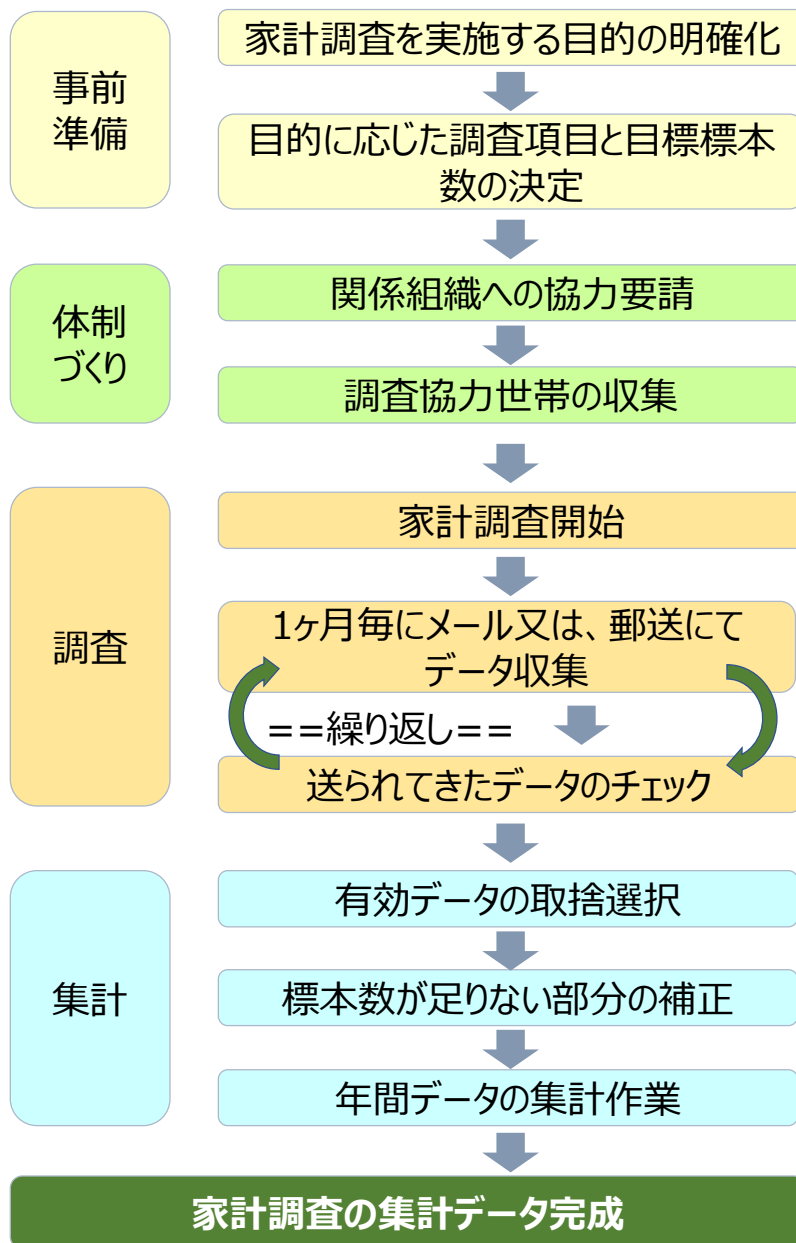 事前
準備
家計調査を実施する目的の明確化
目的に応じた調査項目と目標標本
数の決定
体制
づくり
関係組織への協力要請
調査協力世帯の収集
調査
家計調査開始
1ヶ月毎にメール又は、郵送にて
データ収集
==繰り返し==
送られてきたデータのチェック
集計
有効データの取捨選択
標本数が足りない部分の補正
年間データの集計作業
家計調査の集計データ完成